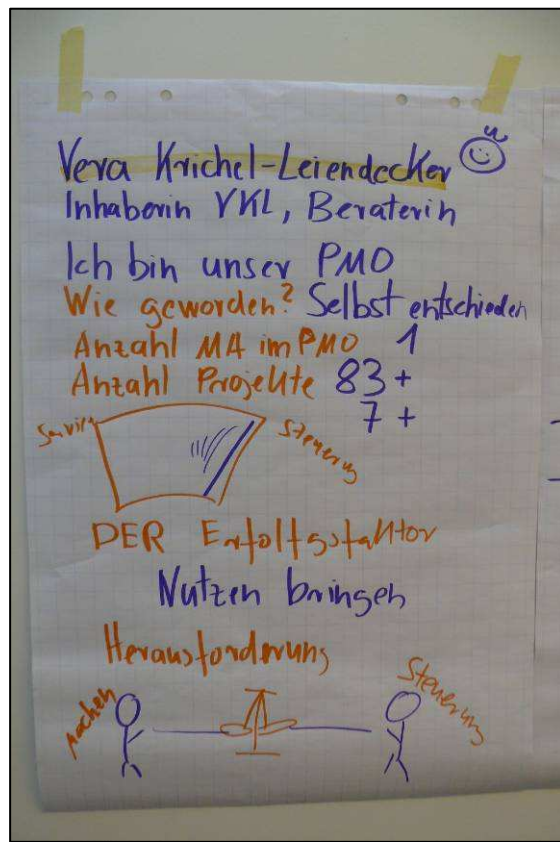 Vera Krichel-Leiendecker
Inhaberin VKL, Beraterin
Ich bin unser PMO
Wie geworden? Selbst entschieden
Anzahl MA im PMO 1
Anzahl Projekte 83 +
7 +
Service Steuerung
DER Erfolgsfaktor
Nutzen bringen
Herausforderung
Machen Steuerung